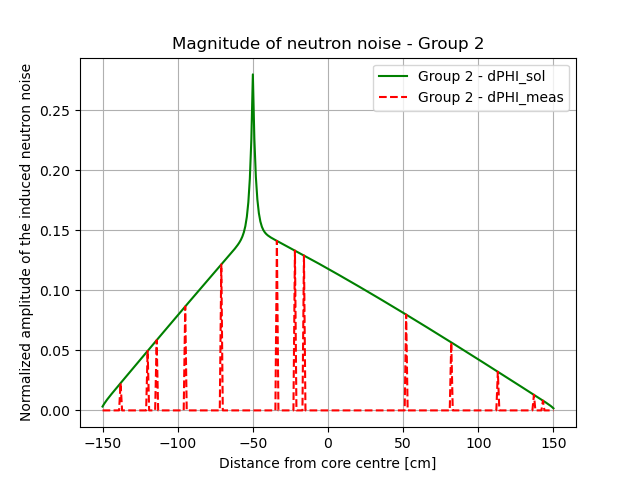 Magnitude of neutron noise - Group 2
Normalized amplitude of the induced neutron noise
Group 2 - dPHI_sol
Group 2 - dPHI_meas
0.25
0.20
0.15
0.10
0.05
0.00
−150 −100 −50 0 50 100 150
Distance from core centre [cm]